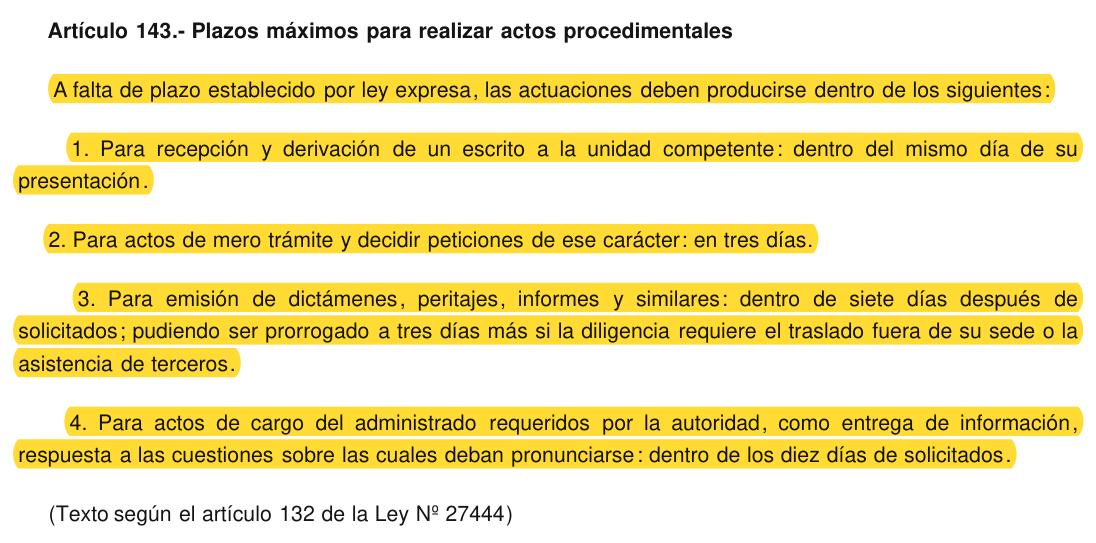 Artículo 143.- Plazos máximos para realizar actos procedimentales
A falta de plazo establecido por ley expresa, las actuaciones deben producirse dentro de los siguientes:
1. Para recepción y derivación de un escrito a la unidad competente: dentro del mismo día de su
presentación.
2. Para actos de mero trámite y decidir peticiones de ese carácter: en tres días.
3. Para emisión de dictámenes, peritajes, informes y similares: dentro de siete días después de
solicitados; pudiendo ser prorrogado a tres días más si la diligencia requiere el traslado fuera de su sede o la
asistencia de terceros.
4. Para actos de cargo del administrado requeridos por la autoridad, como entrega de información,
respuesta a las cuestiones sobre las cuales deban pronunciarse: dentro de los diez días de solicitados.
(Texto según el artículo 132 de la Ley Nº 27444)